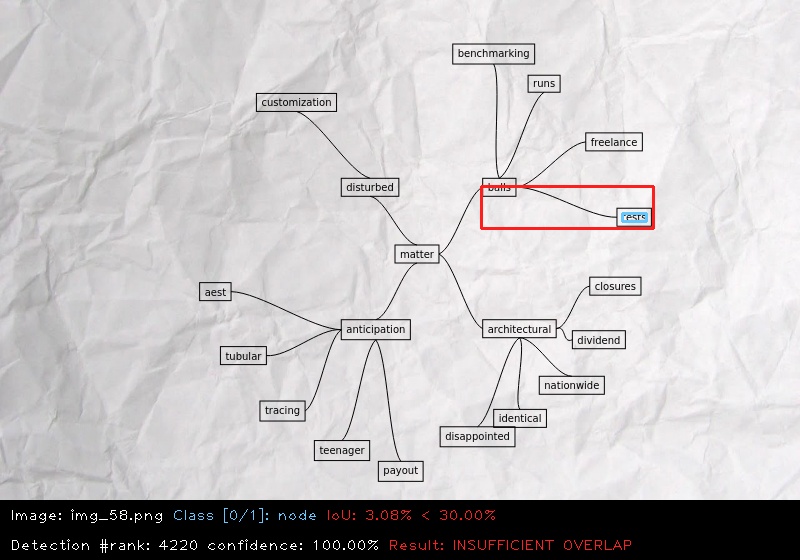 benchmarking
runs
customization
freelance
disturbed
balls
matter
closures
aest
anticipation
architectural
dividend
tubular
nationwide
tracing
identical
disappointed
teenager
payout
Image: img_58.png Class [0/1]: node IoU: 3.08% < 30.00%
Detection #rank: 4220 confidence: 100.00% Result: INSUFFICIENT OVERLAP